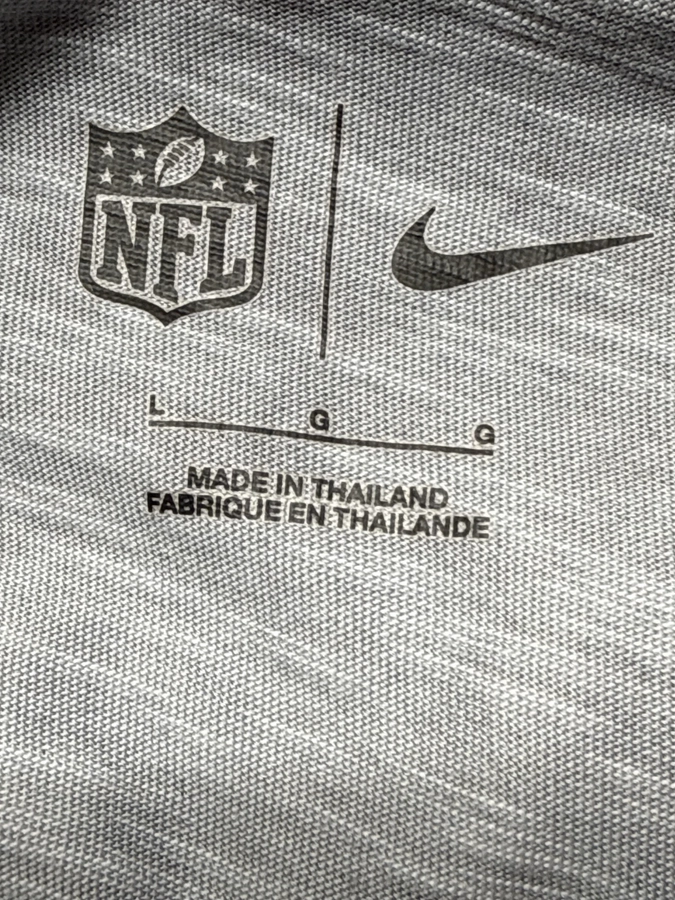 NFL
L G G
MADE IN THAILAND
FABRIQUE EN THAILANDE